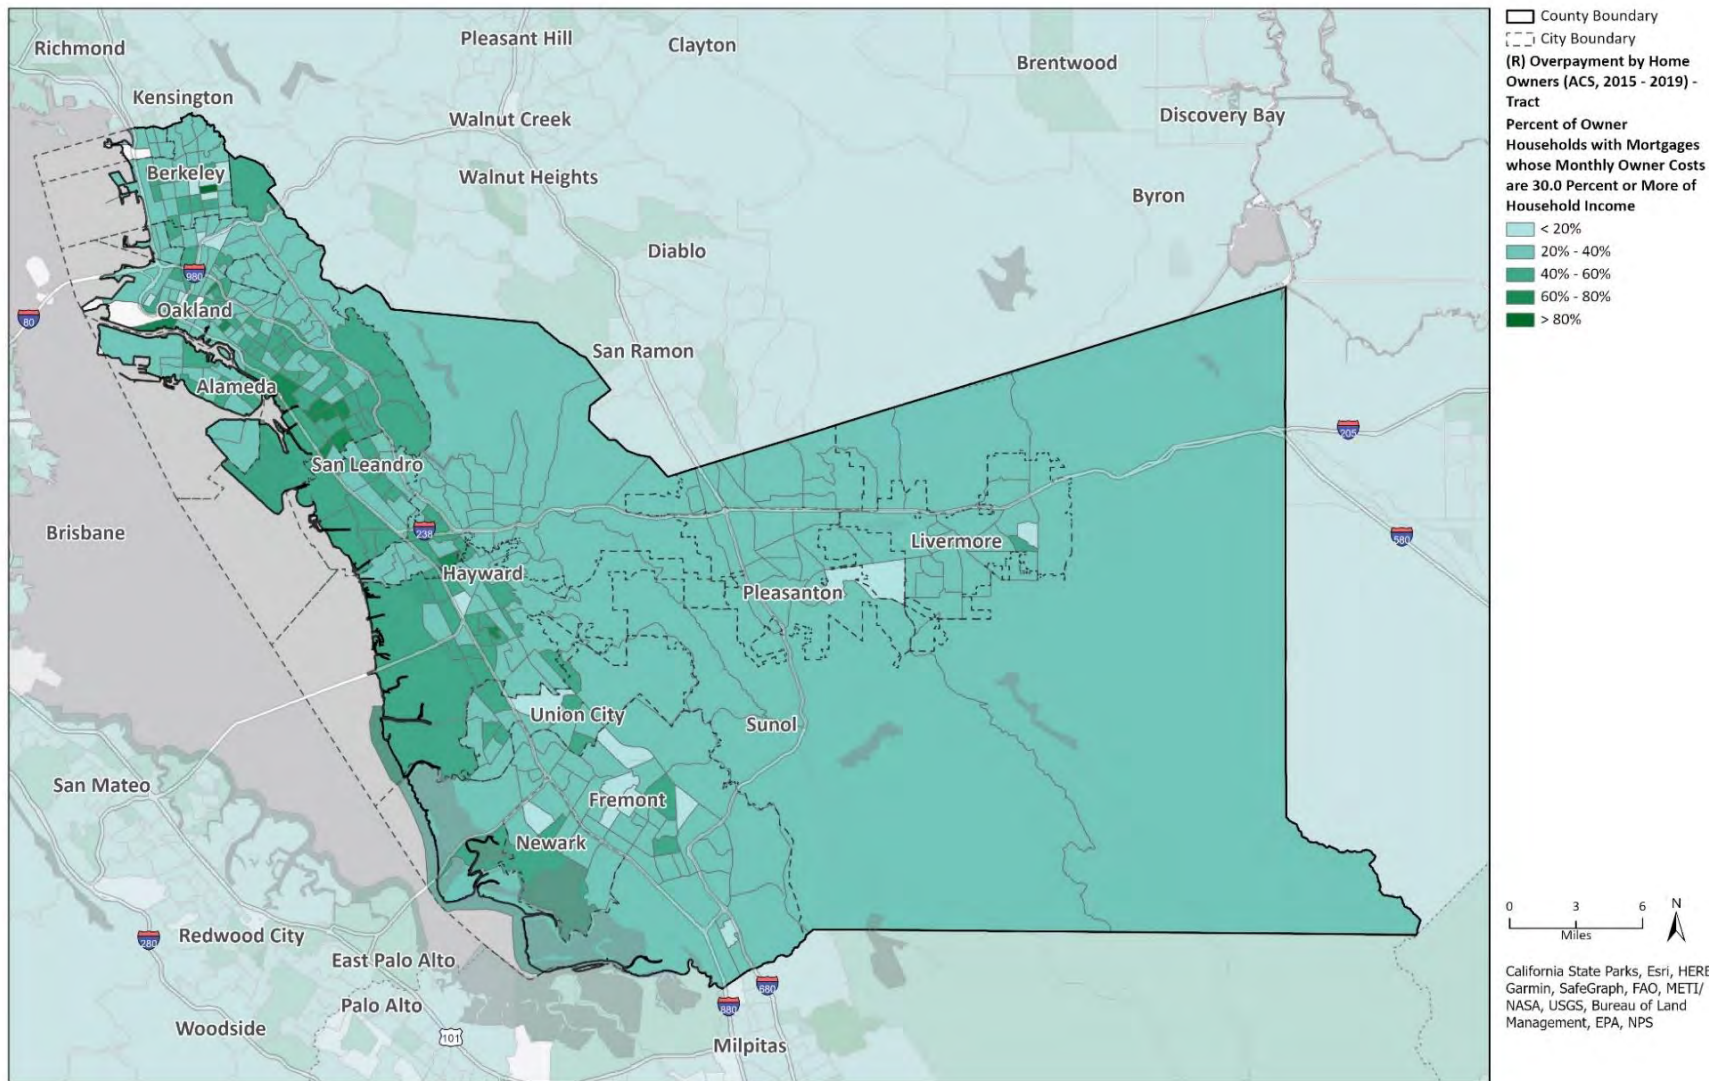 County Boundary
City Boundary
(R) Overpayment by Home
Owners (ACS, 2015 - 2019) -
Tract
Percent of Owner
Households with Mortgages
whose Monthly Owner Costs
are 30.0 Percent or More of
Household Income
< 20%
20% - 40%
40% - 60%
60% - 80%
> 80%
Richmond
Pleasant Hill
Clayton
Brentwood
Kensington
Walnut Creek
Discovery Bay
Berkeley
Walnut Heights
Byron
Diablo
980
Oakland
80
San Ramon
Alameda
205
San Leandro
Brisbane
238
Livermore
580
Hayward
Pleasanton
Union City
Sunol
San Mateo
Fremont
Newark
Redwood City
280
East Palo Alto
680
Palo Alto
880
Woodside
101
Milpitas
0 3 6
Miles
N
California State Parks, Esri, HERE
Garmin, SafeGraph, FAO, METI/
NASA, USGS, Bureau of Land
Management, EPA, NPS